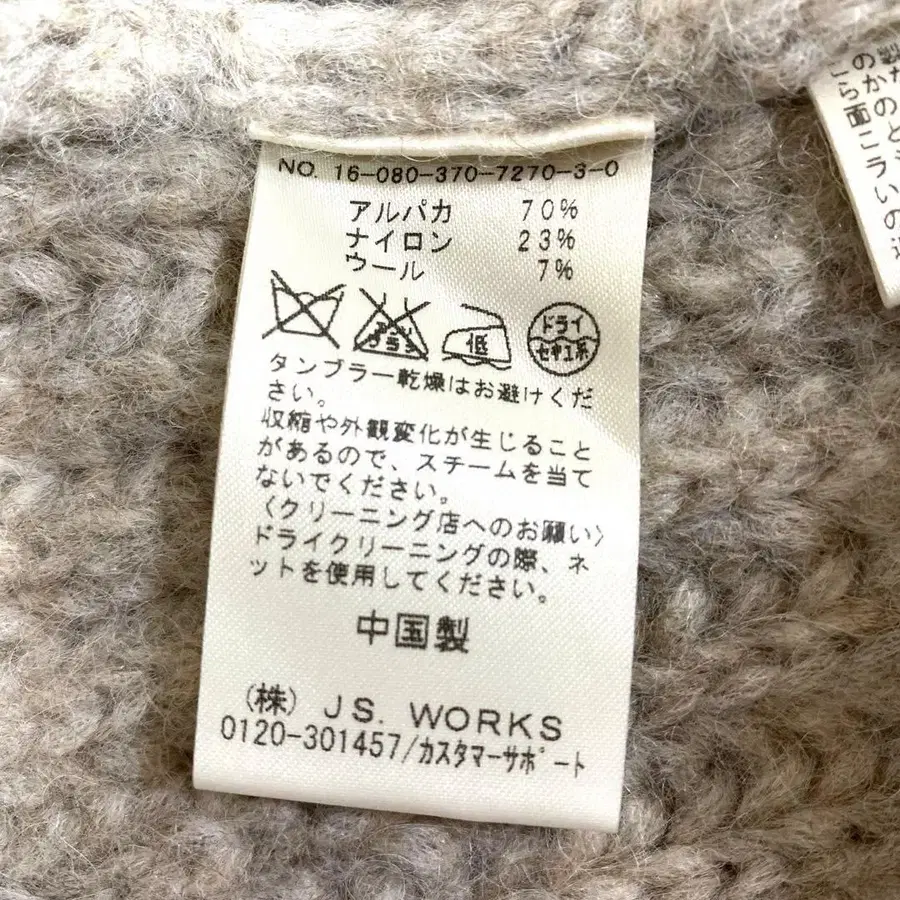 NO. 16-080-370-7270-3-0
アルパカ 70%
ナイロン 23%
ウール 7%
エンソ
サラシ
低
ドライ
セキユ系
タンブラー乾燥はお避けくだ
さい。
収縮や外観変化が生じること
があるので、スチームを当て
ないでください。
〈クリーニング店へのお願い〉
ドライクリーニングの際、ネ
ットを使用してください。
中国製
(株) JS. WORKS
0120-301457/カスタマーサポート